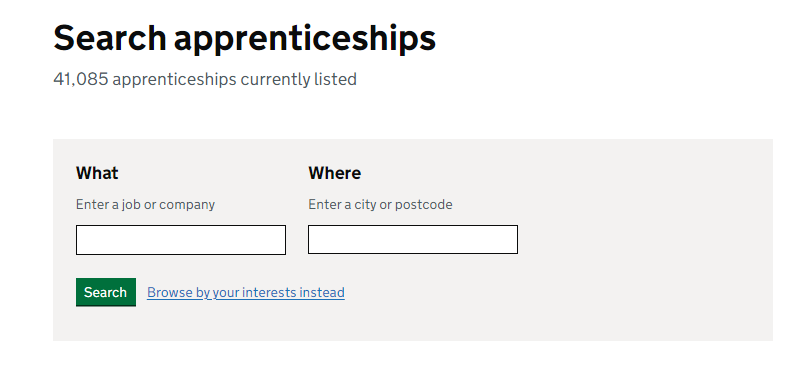 Search apprenticeships
41,085 apprenticeships currently listed
What
Where
Enter a job or company
Enter a city or postcode
Search
Browse by your interests instead